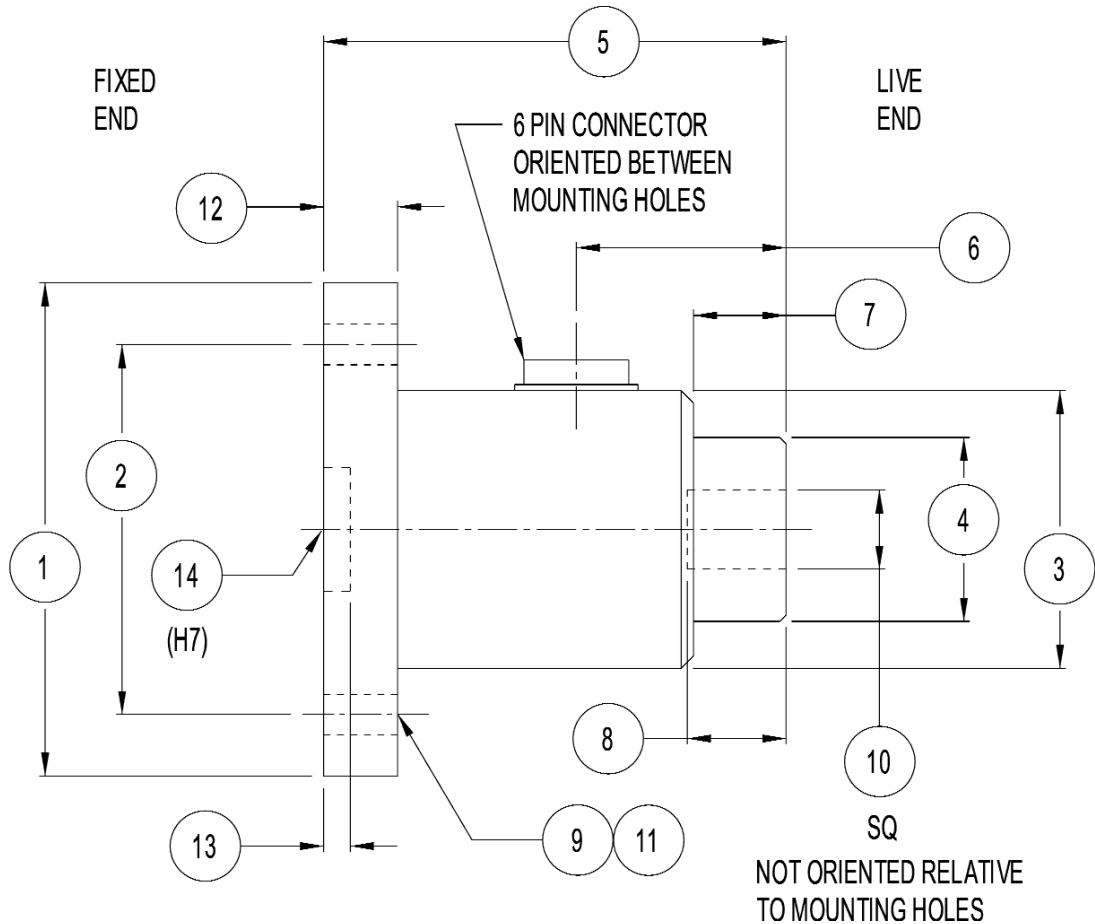 5
FIXED
END
LIVE
END
6 PIN CONNECTOR
ORIENTED BETWEEN
MOUNTING HOLES
12
6
7
2
4
1
14
3
(H7)
8
10
13
9
11
SQ
NOT ORIENTED RELATIVE
TO MOUNTING HOLES